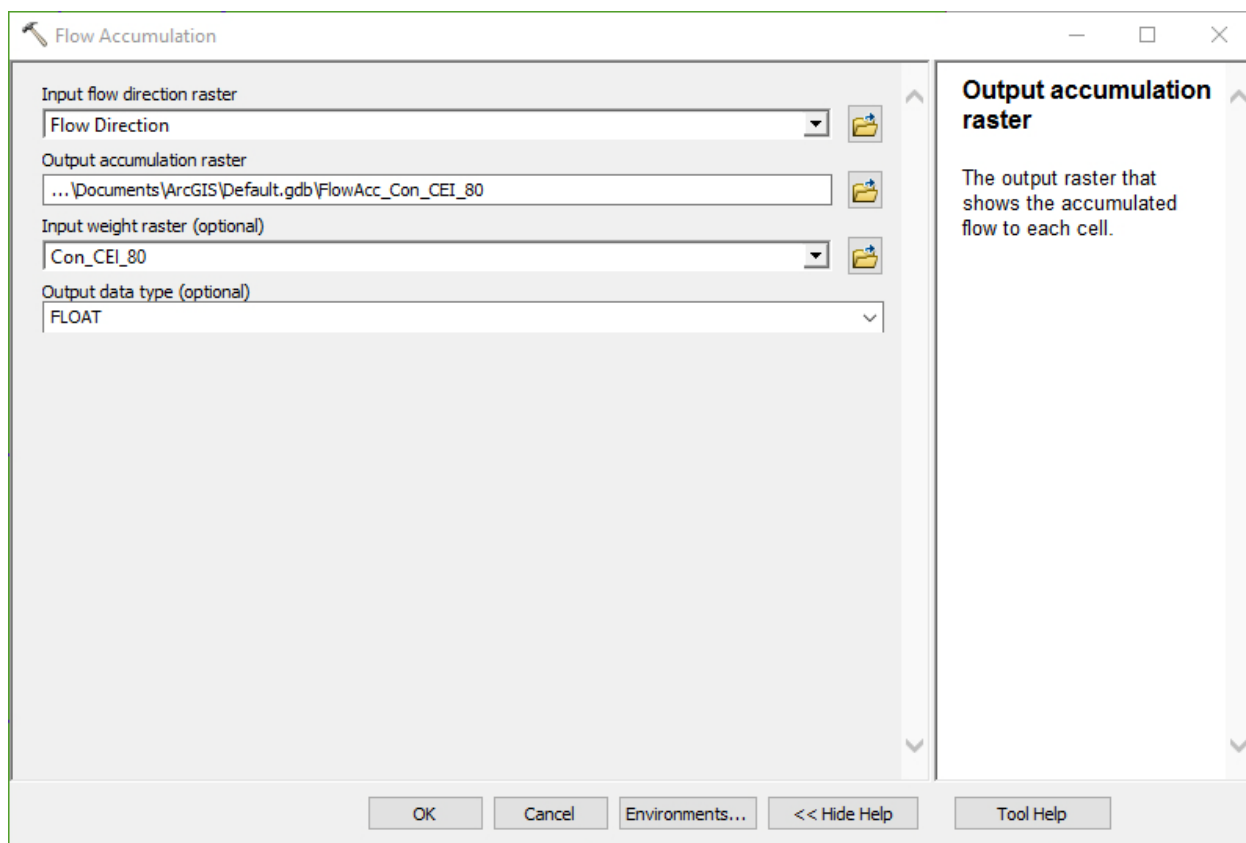 Flow Accumulation
Input flow direction raster
Flow Direction
Output accumulation raster
...\Documents\ArcGIS\Default.gdb\FlowAcc_Con_CEI_80
Input weight raster (optional)
Con_CEI_80
Output data type (optional)
FLOAT
Output accumulation
raster
The output raster that
shows the accumulated
flow to each cell.
OK
Cancel
Environments...
<< Hide Help
Tool Help